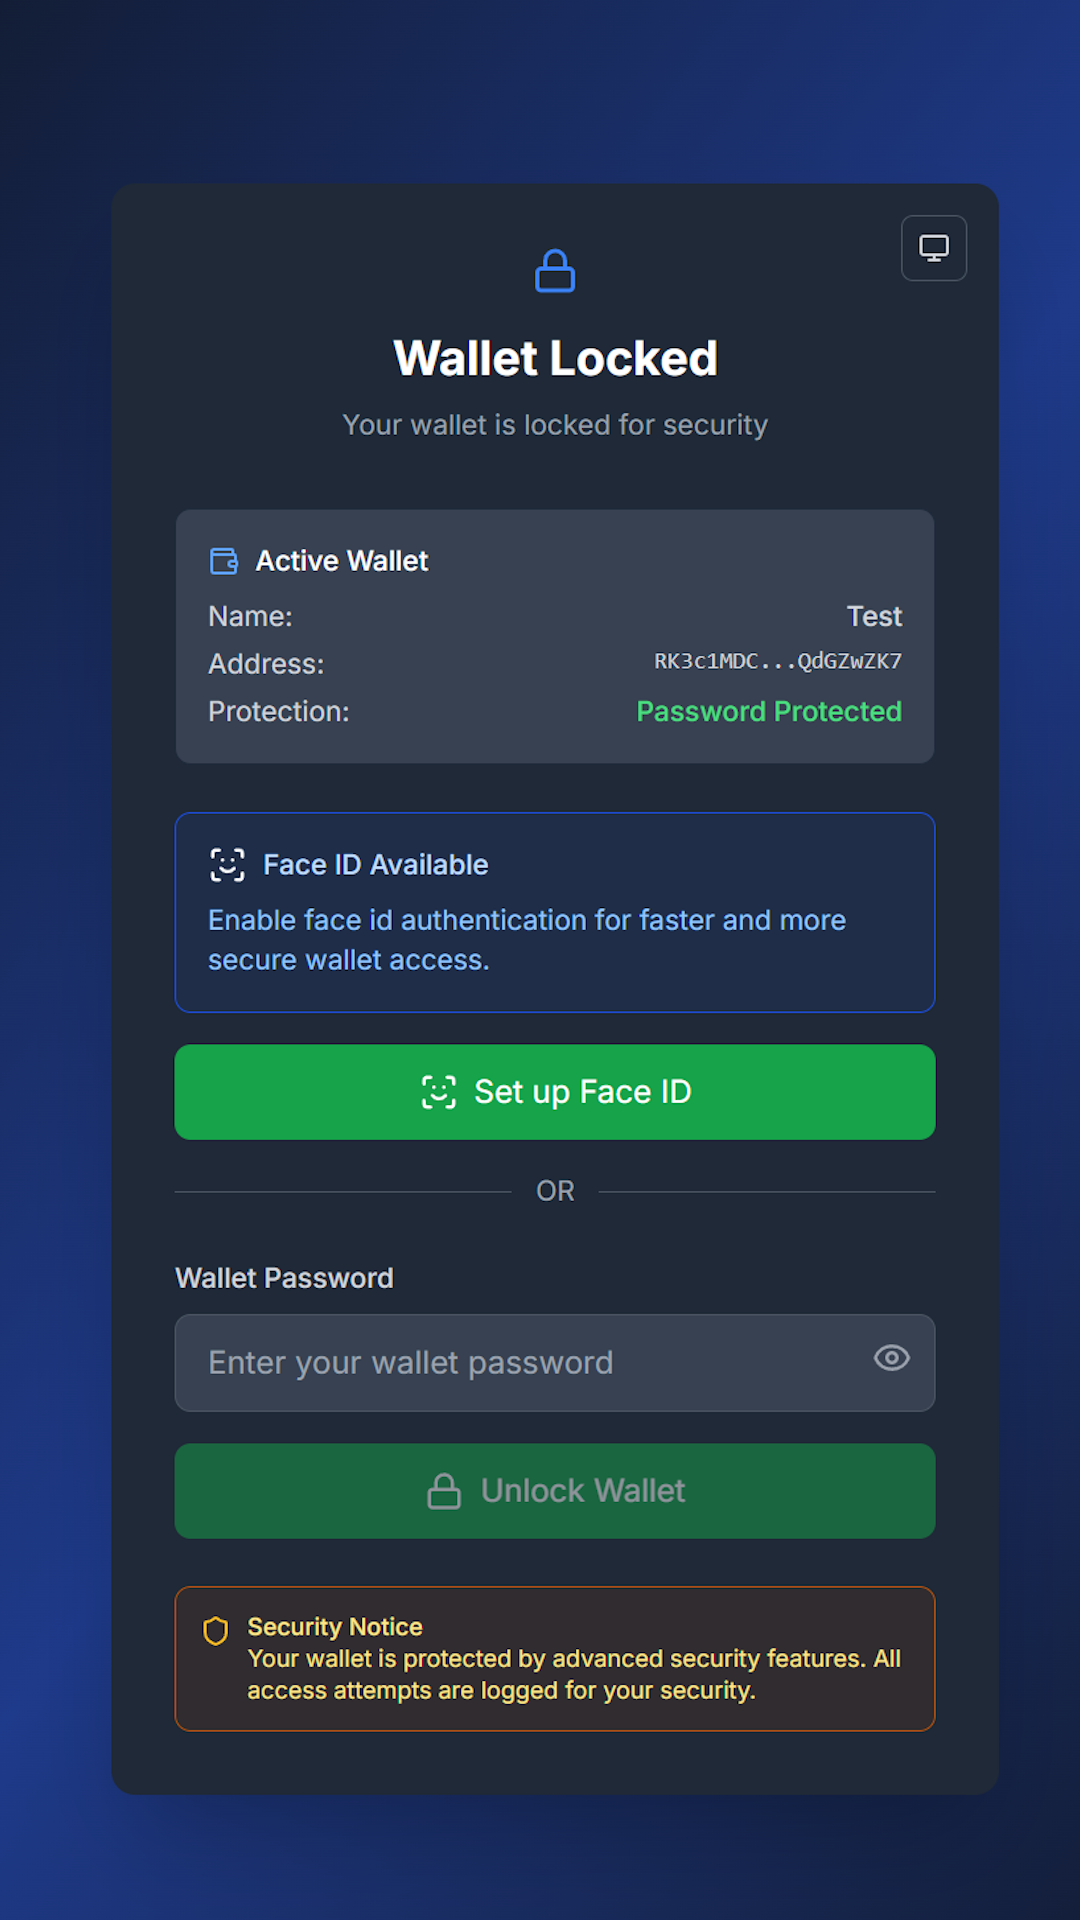 Wallet Locked
Your wallet is locked for security
Active Wallet
Name: Test
Address: RK3c1MDC...QdGZwZK7
Protection: Password Protected
Face ID Available
Enable face id authentication for faster and more
secure wallet access.
Set up Face ID
OR
Wallet Password
Enter your wallet password
Unlock Wallet
Security Notice
Your wallet is protected by advanced security features. All
access attempts are logged for your security.